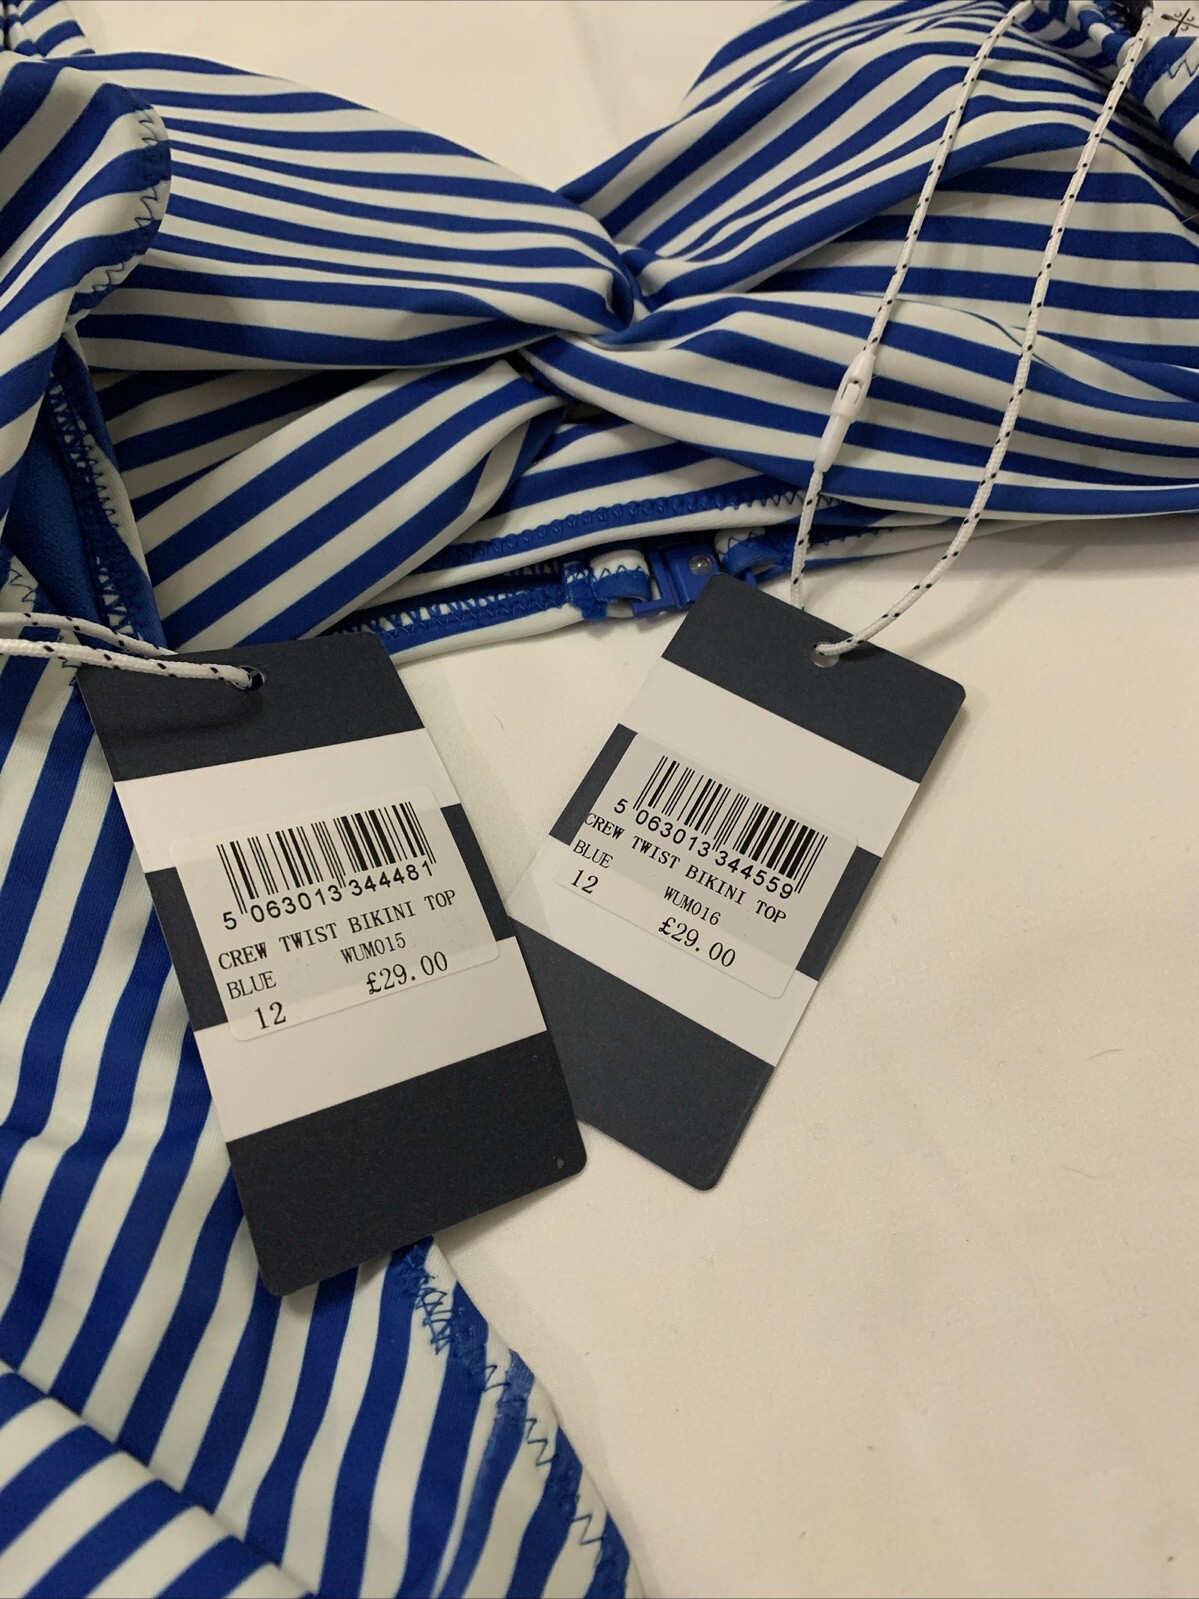 5 063013 344481
CREW TWIST BIKINI TOP
BLUE WUM015
12 £29.00
5 063013 344559
CREW TWIST BIKINI TOP
BLUE
12 WUM016
£29.00